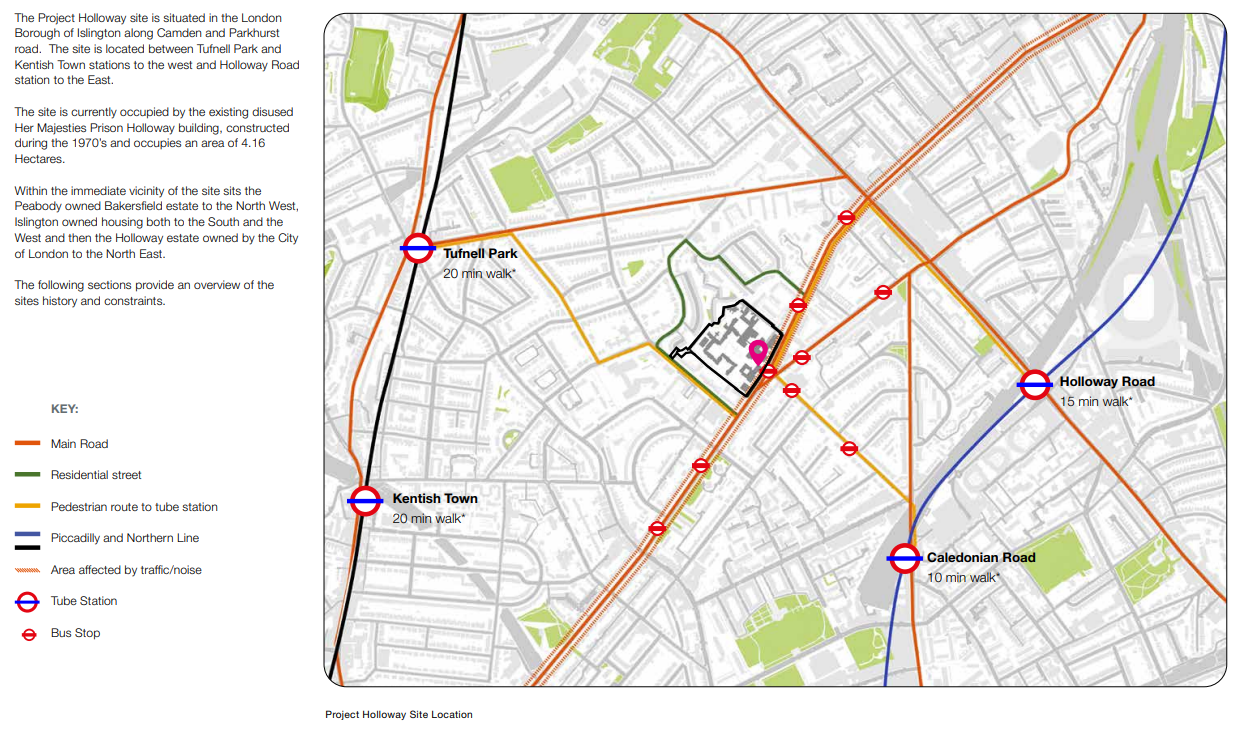 The Project Holloway site is situated in the London
Borough of Islington along Camden and Parkhurst
road.  The site is located between Tufnell Park and
Kentish Town stations to the west and Holloway Road
station to the East.
The site is currently occupied by the existing disused
Her Majesties Prison Holloway building, constructed
during the 1970's and occupies an area of 4.16
Hectares.
Within the immediate vicinity of the site sits the
Peabody owned Bakersfield estate to the North West,
Islington owned housing both to the South and the
West and then the Holloway estate owned by the City
of London to the North East.
The following sections provide an overview of the
sites history and constraints.
KEY:
Main Road
Residential street
Pedestrian route to tube station
Piccadilly and Northern Line
Area affected by traffic/noise
Tube Station
Bus Stop
Tufnell Park
20 min walk*
Kentish Town
20 min walk*
Holloway Road
15 min walk*
Caledonian Road
10 min walk*
Project Holloway Site Location